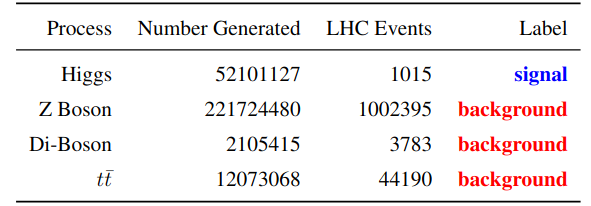 Process Number Generated LHC Events Label
Higgs 52101127 1015 signal
Z Boson 221724480 1002395 background
Di-Boson 2105415 3783 background
tt̄ 12073068 44190 background